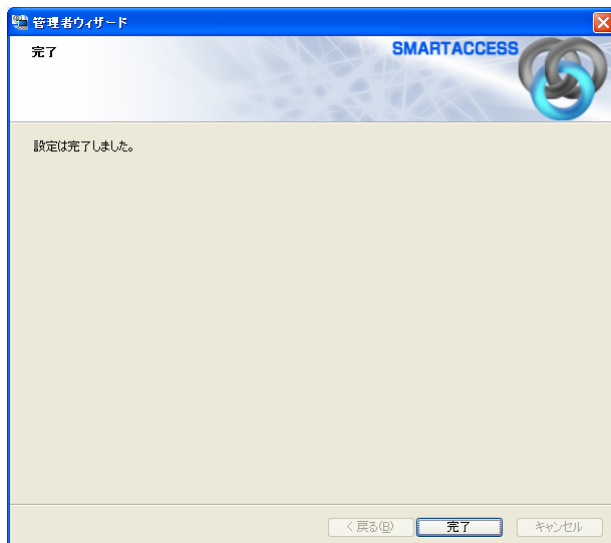 管理者ウィザード
完了
SMARTACCESS
設定は完了しました。
< 戻る(B)
完了
キャンセル